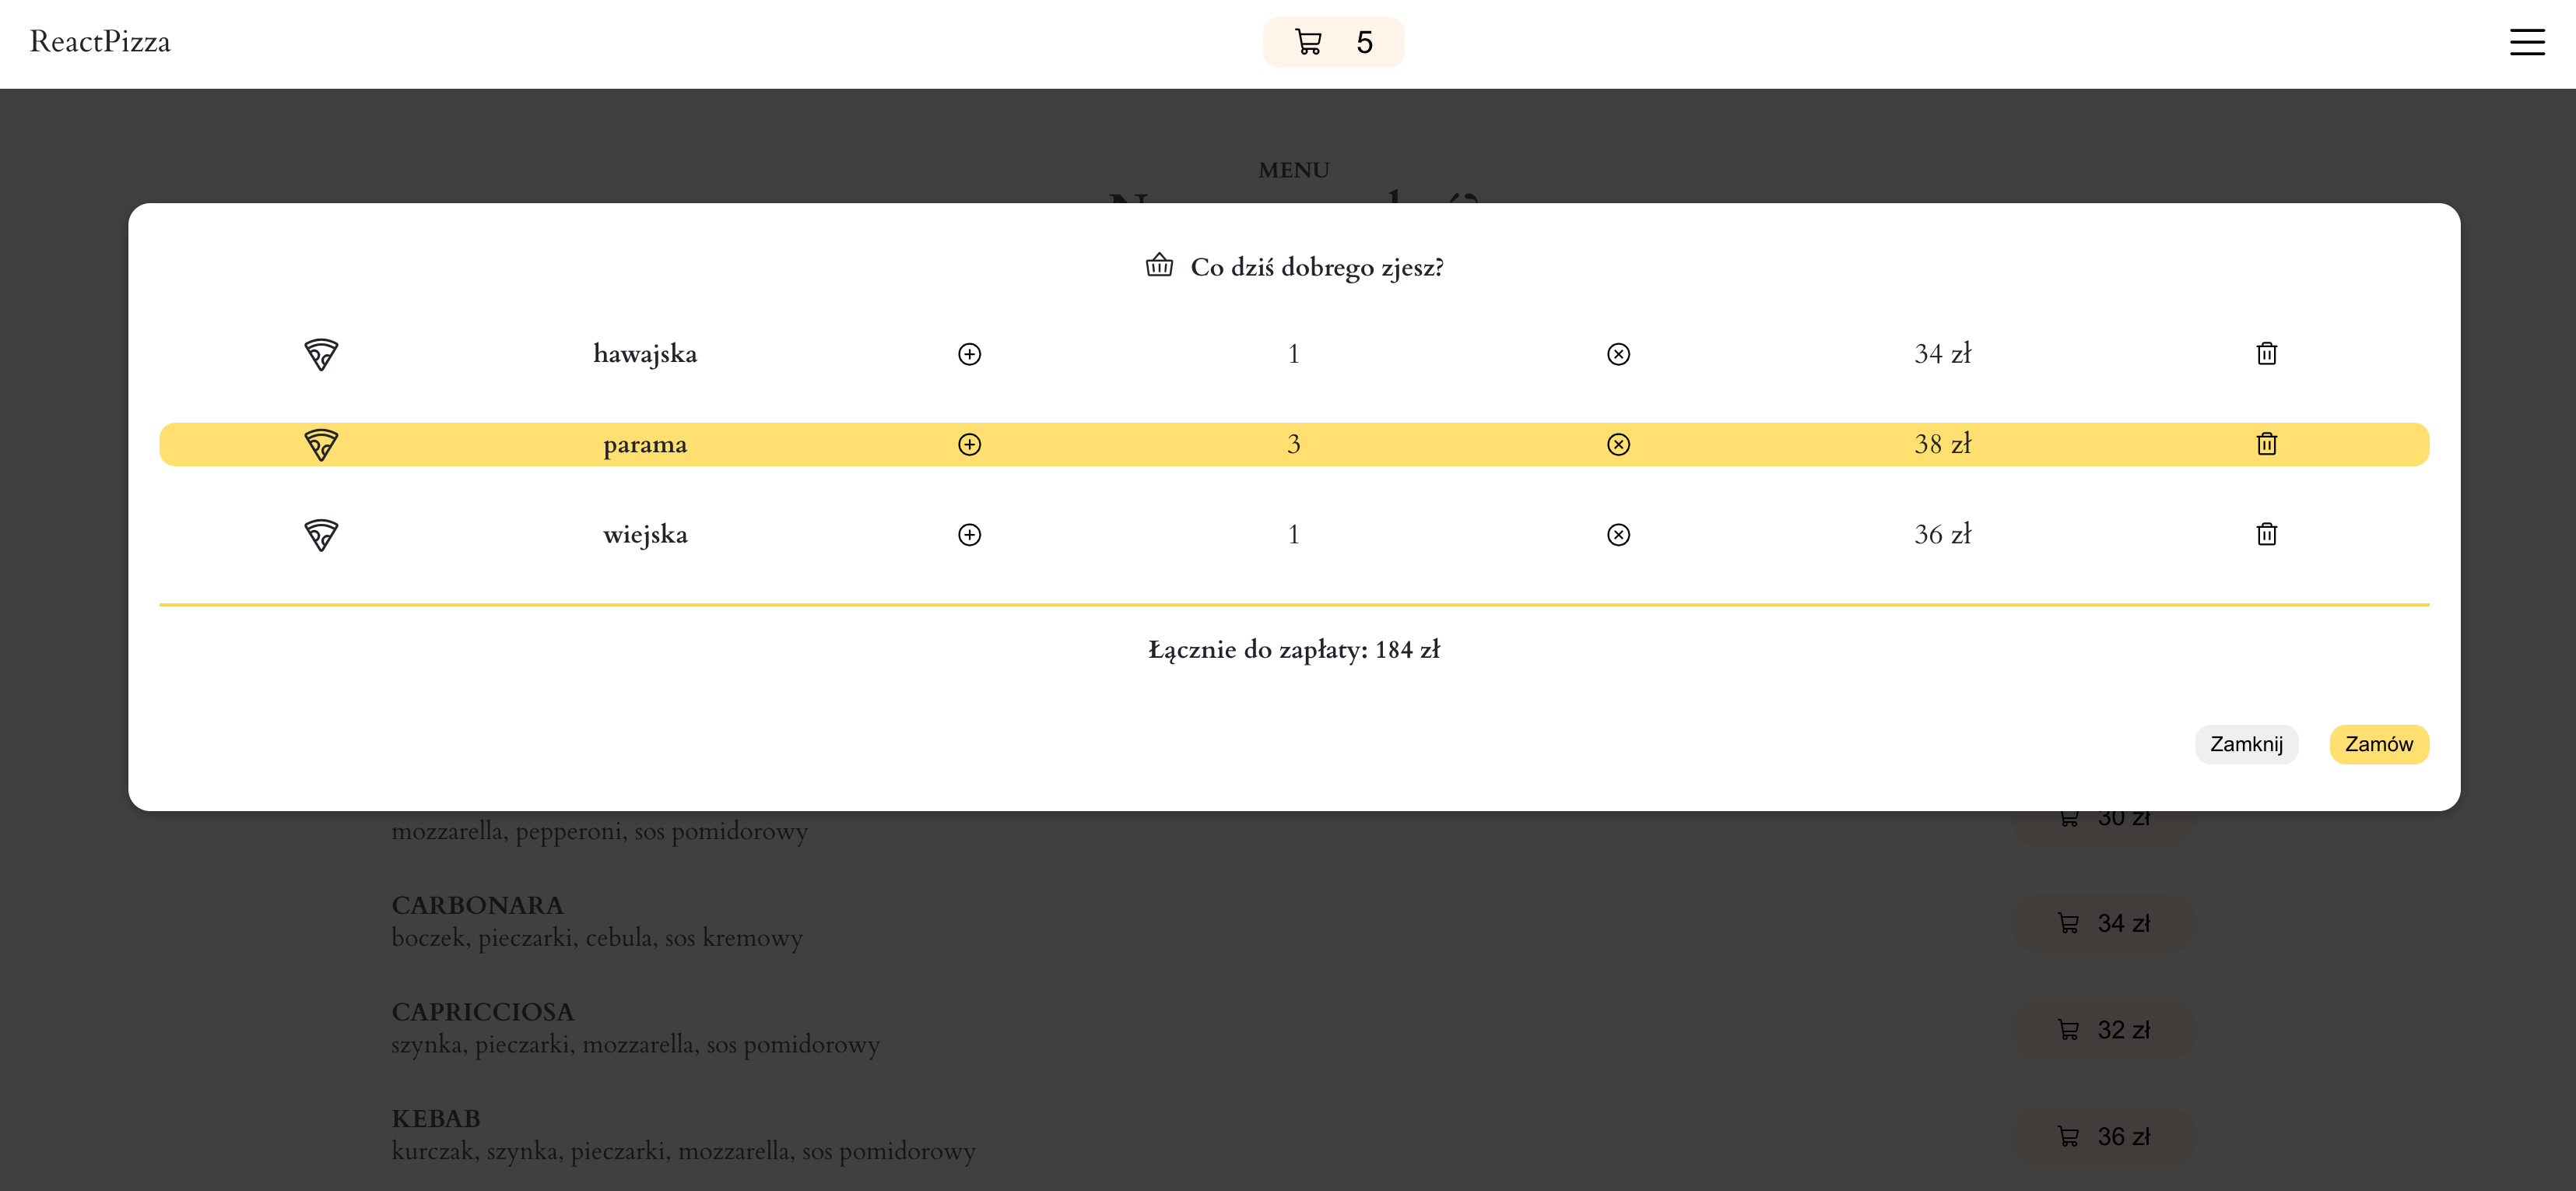 ReactPizza
5
MENU
Co dziś dobrego zjesz?
hawajska 1 34 zł
parama 3 38 zł
wiejska 1 36 zł
Łącznie do zapłaty: 184 zł
Zamknij Zamów
mozzarella, pepperoni, sos pomidorowy
30 zł
CARBONARA
boczek, pieczarki, cebula, sos kremowy
34 zł
CAPRICCIOSA
szynka, pieczarki, mozzarella, sos pomidorowy
32 zł
KEBAB
kurczak, szynka, pieczarki, mozzarella, sos pomidorowy
36 zł